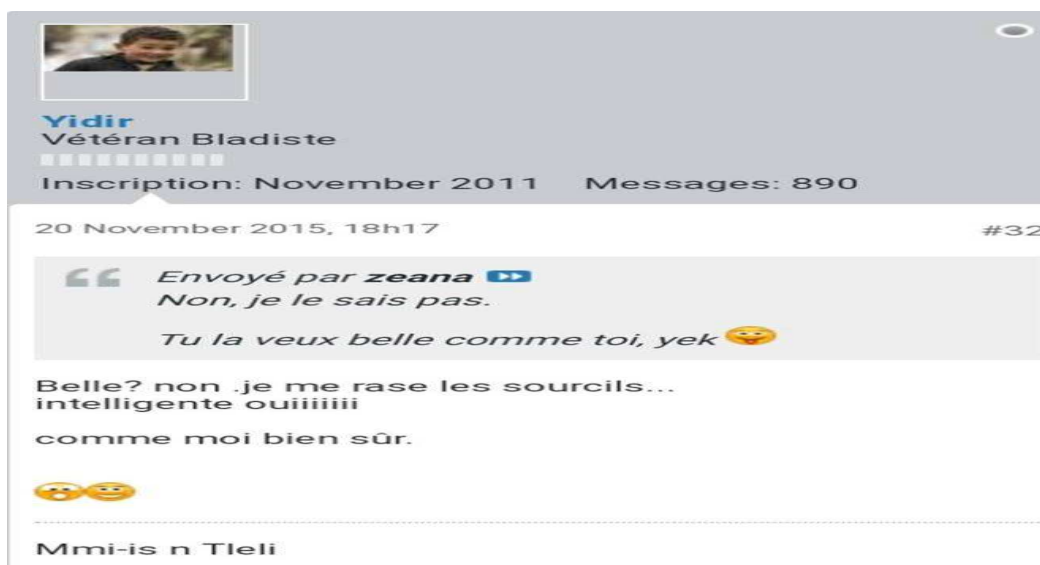 Yidir
Vétéran Bladiste
Inscription: November 2011 Messages: 890
20 November 2015, 18h17 #32
Envoyé par zeana
Non, je le sais pas.
Tu la veux belle comme toi, yek
Belle? non .je me rase les sourcils...
intelligente ouiiiiiii
comme moi bien sûr.
Mmi-is n Tleli